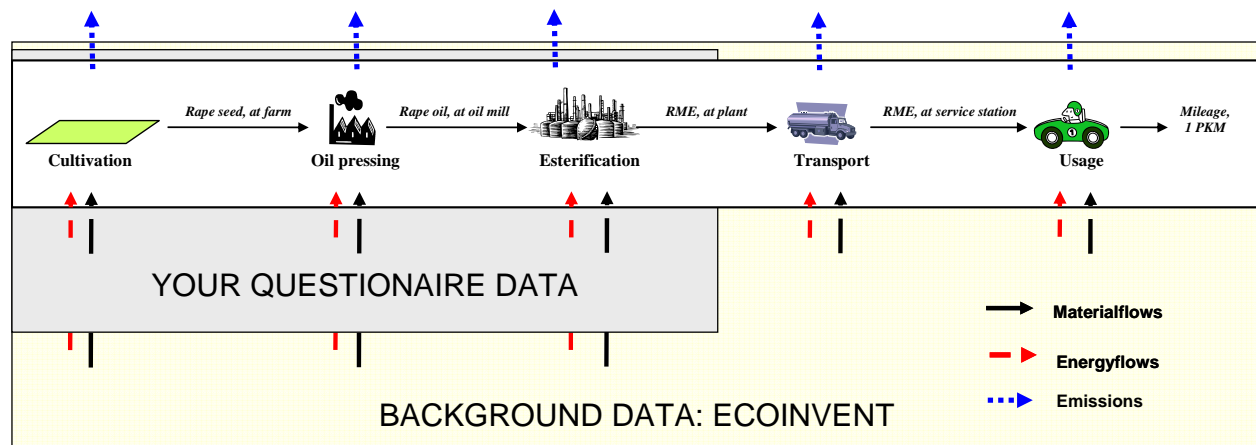 Rape seed, at farm
Rape oil, at oil mill
RME, at plant
RME, at service station
Mileage,
1 PKM
Cultivation
Oil pressing
Esterification
Transport
1
Usage
YOUR QUESTIONAIRE DATA
Materialflows
Energyflows
Emissions
BACKGROUND DATA: ECOINVENT